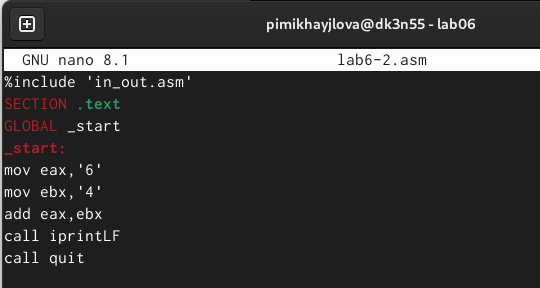 pimikhayjlova@dk3n55 - lab06
GNU nano 8.1 lab6-2.asm
%include 'in_out.asm'
SECTION .text
GLOBAL _start
_start:
mov eax,'6'
mov ebx,'4'
add eax,ebx
call iprintLF
call quit